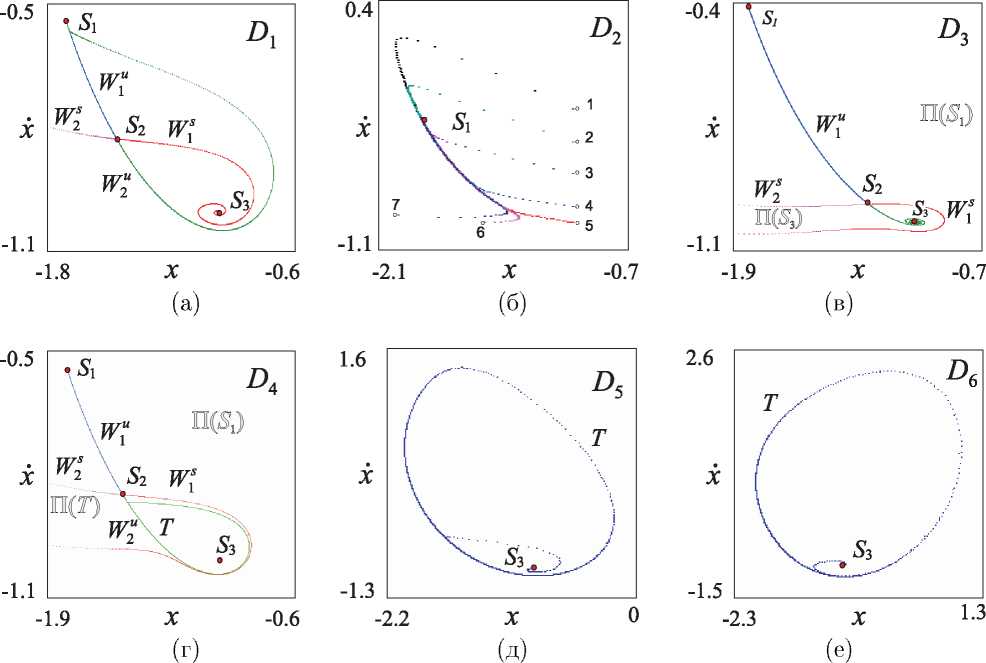 -0.5
S₁
D₁
W₁ᵘ
W₂ˢ
S₂
W₁ˢ
ẋ
W₂ᵘ
S₃
-1.1
-1.8
x
-0.6
(а)
0.4
D₂
S₁
1
2
3
4
5
6
7
ẋ
-1.1
-2.1
x
-0.7
(б)
-0.4
S₁
D₃
П(S₁)
W₁ᵘ
ẋ
W₂ˢ
S₂
П(S₃)
S₃
W₁ˢ
-1.1
-1.9
x
-0.7
(в)
-0.5
S₁
D₄
П(S₁)
W₁ᵘ
W₂ˢ
S₂
W₁ˢ
ẋ
П(T)
W₂ᵘ
T
S₃
-1.1
-1.9
x
-0.6
(г)
1.6
D₅
T
ẋ
S₃
-1.3
-2.2
x
0
(д)
2.6
D₆
T
ẋ
S₃
-1.5
-2.3
x
1.3
(е)